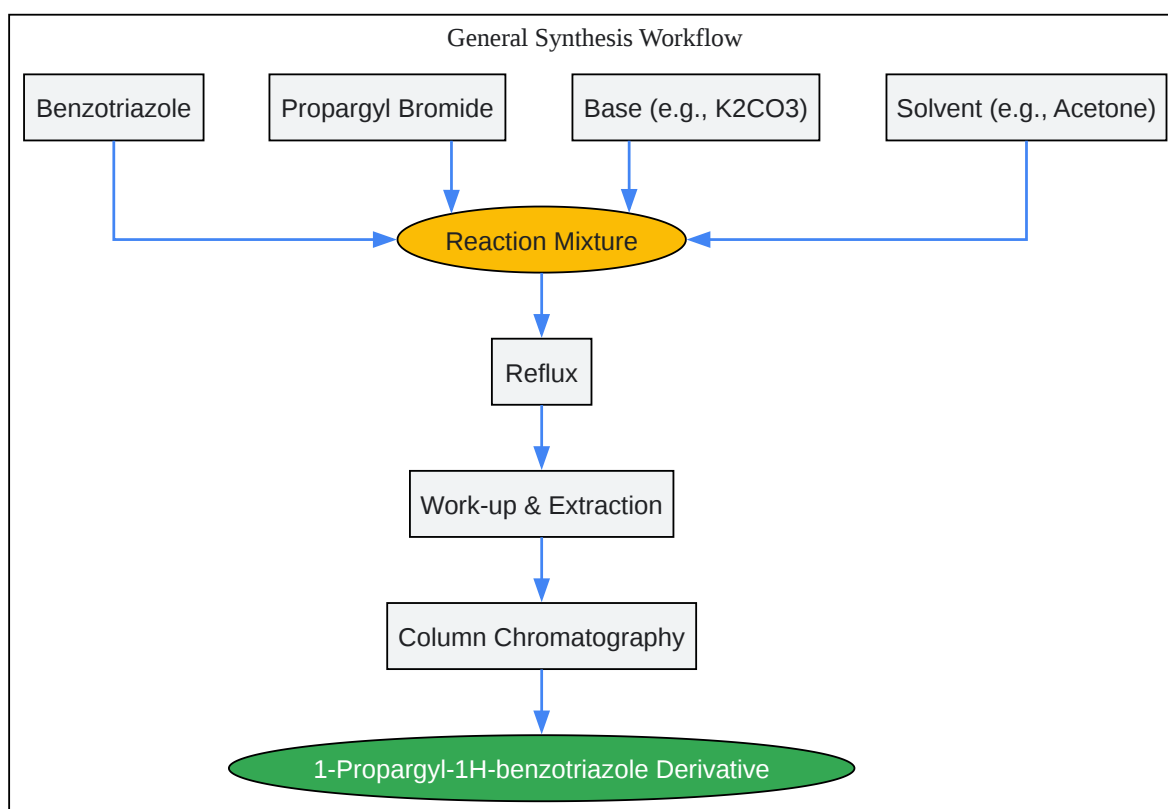 General Synthesis Workflow
Benzotriazole
Propargyl Bromide
Base (e.g., K2CO3)
Solvent (e.g., Acetone)
Reaction Mixture
Reflux
Work-up & Extraction
Column Chromatography
1-Propargyl-1H-benzotriazole Derivative